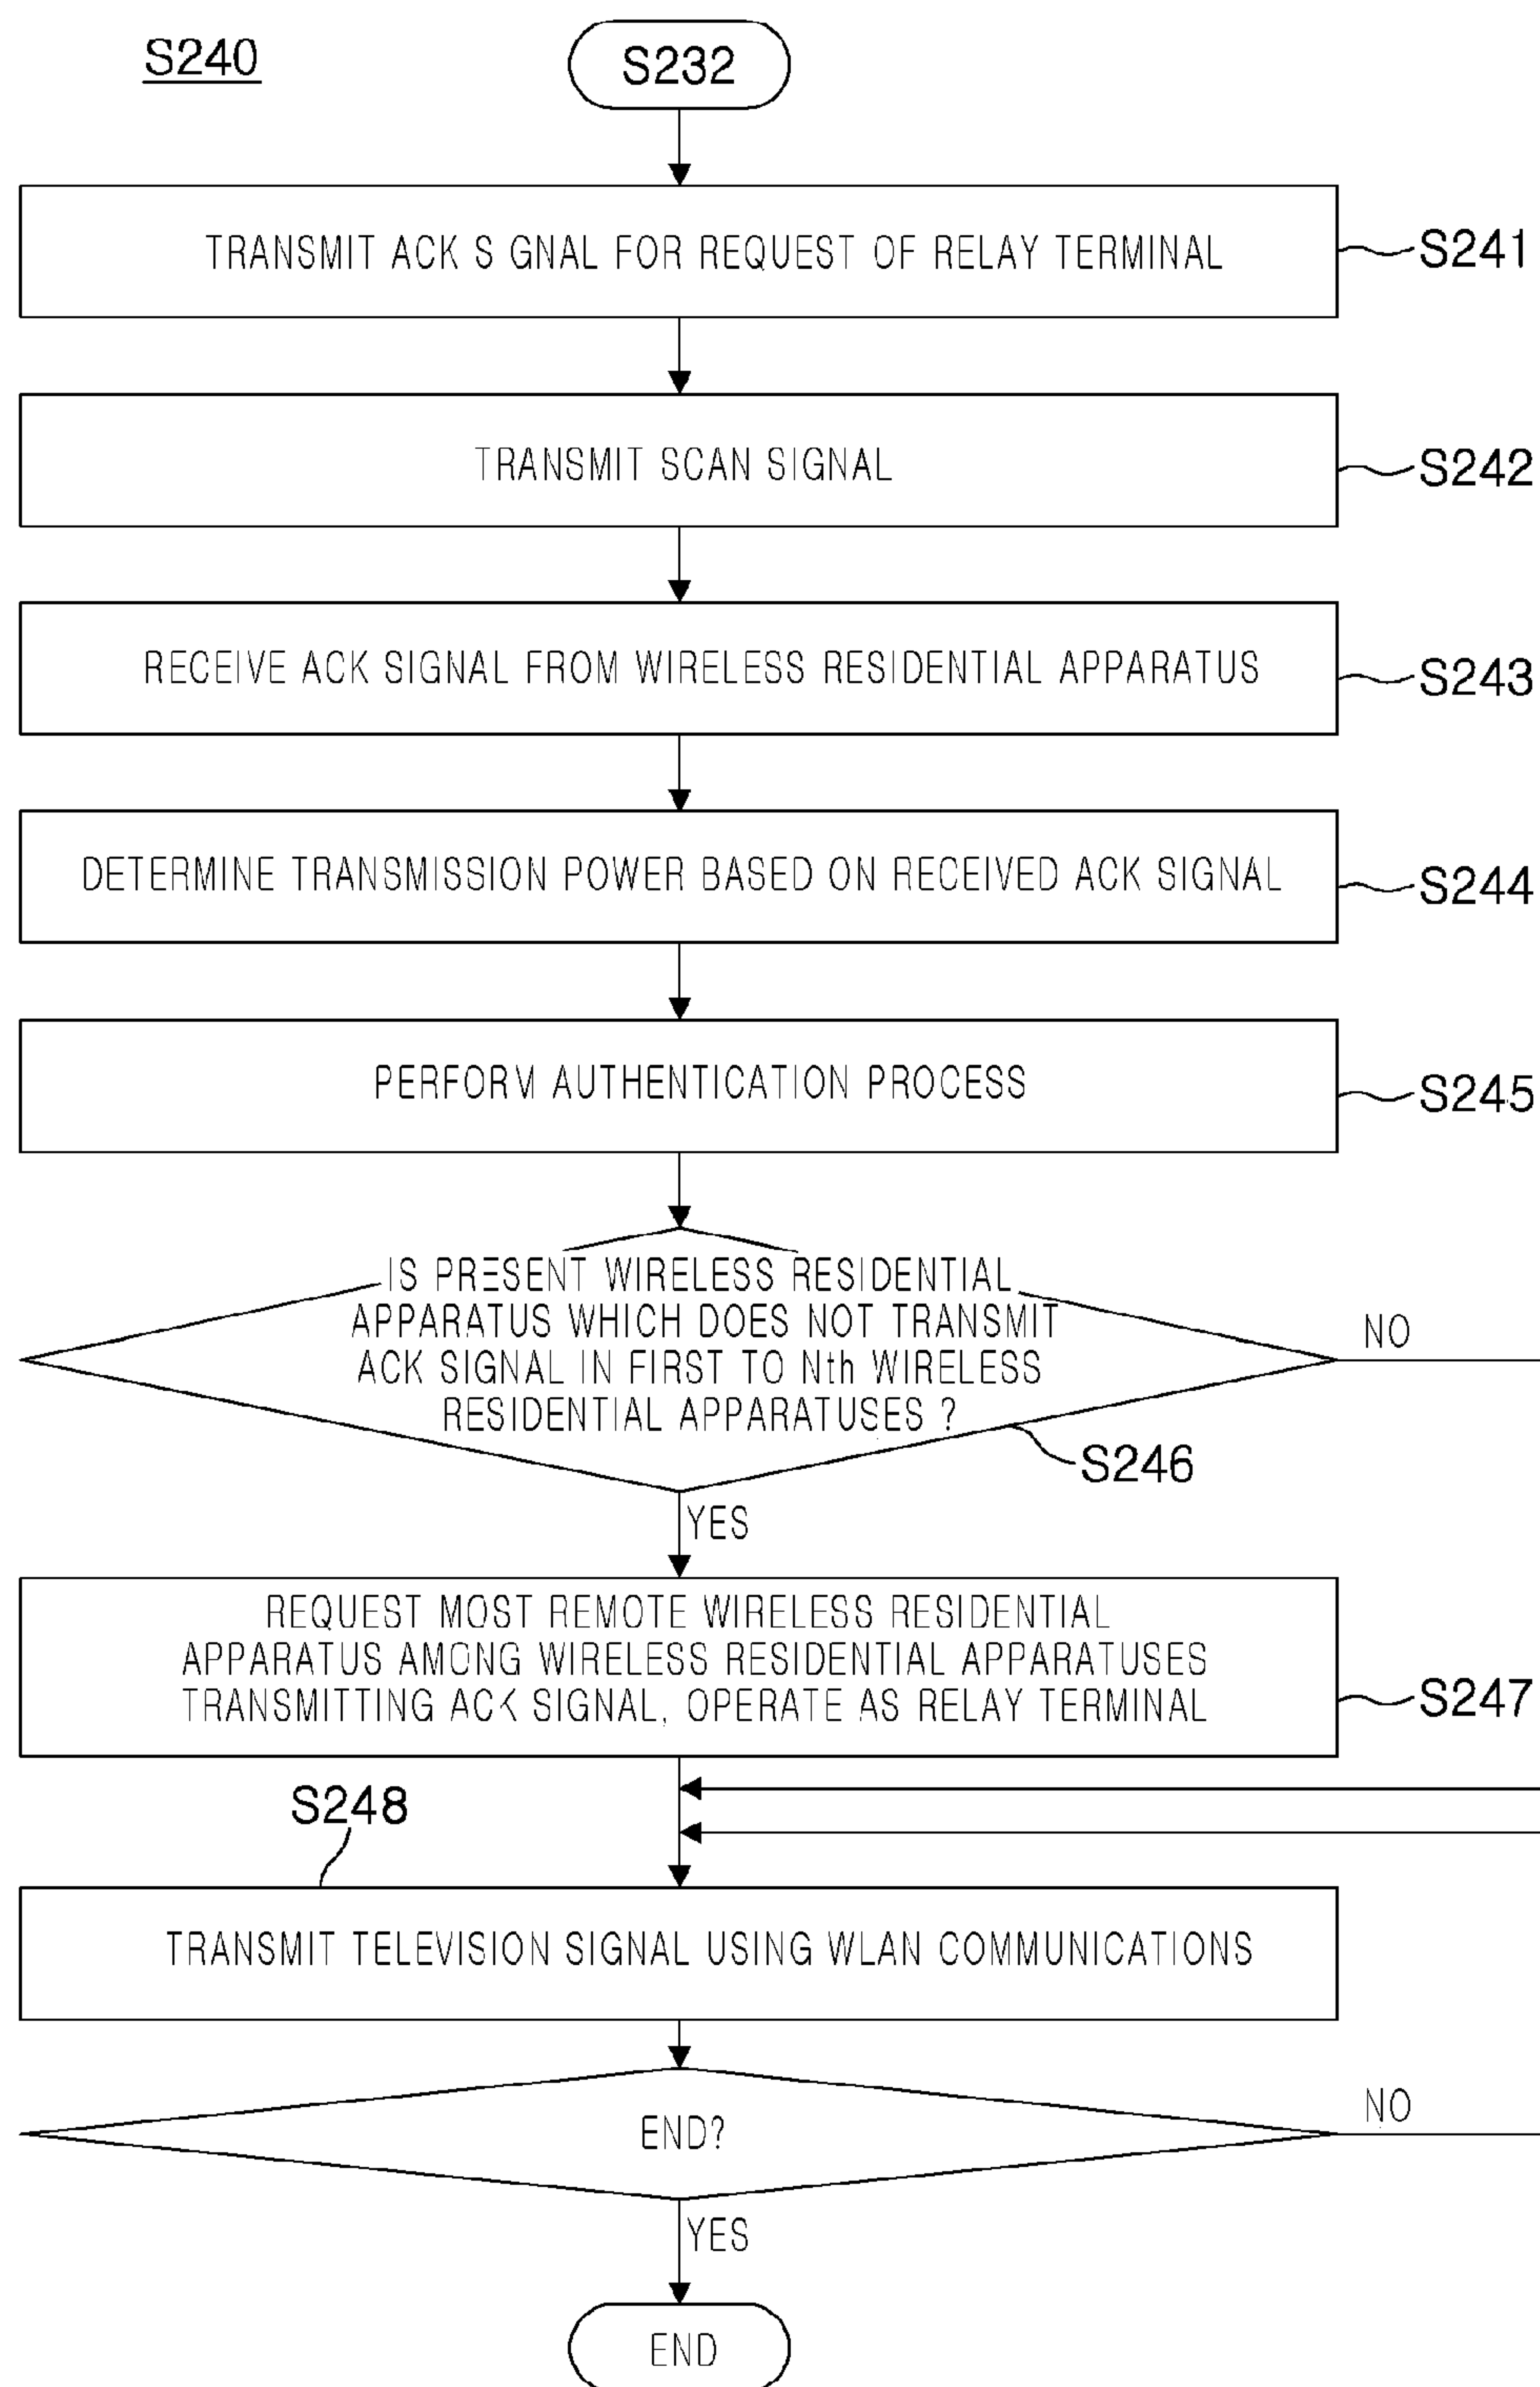 S240
S232
TRANSMIT ACK S GNAL FOR REQUEST OF RELAY TERMINAL
S241
TRANSMIT SCAN SIGNAL
S242
RECEIVE ACK SIGNAL FROM WIRELESS RESIDENTIAL APPARATUS
S243
DETERMINE TRANSMISSION POWER BASED ON RECEIVED ACK SIGNAL
S244
PERFORM AUTHENTICATION PROCESS
S245
IS PRESENT WIRELESS RESIDENTIAL
APPARATUS WHICH DOES NOT TRANSMIT
ACK SIGNAL IN FIRST TO Nth WIRELESS
RESIDENTIAL APPARATUSES ?
NO
S246
YES
REQUEST MOST REMOTE WIRELESS RESIDENTIAL
APPARATUS AMONG WIRELESS RESIDENTIAL APPARATUSES
TRANSMITTING ACK SIGNAL, OPERATE AS RELAY TERMINAL
S247
S248
TRANSMIT TELEVISION SIGNAL USING WLAN COMMUNICATIONS
END?
NO
YES
END